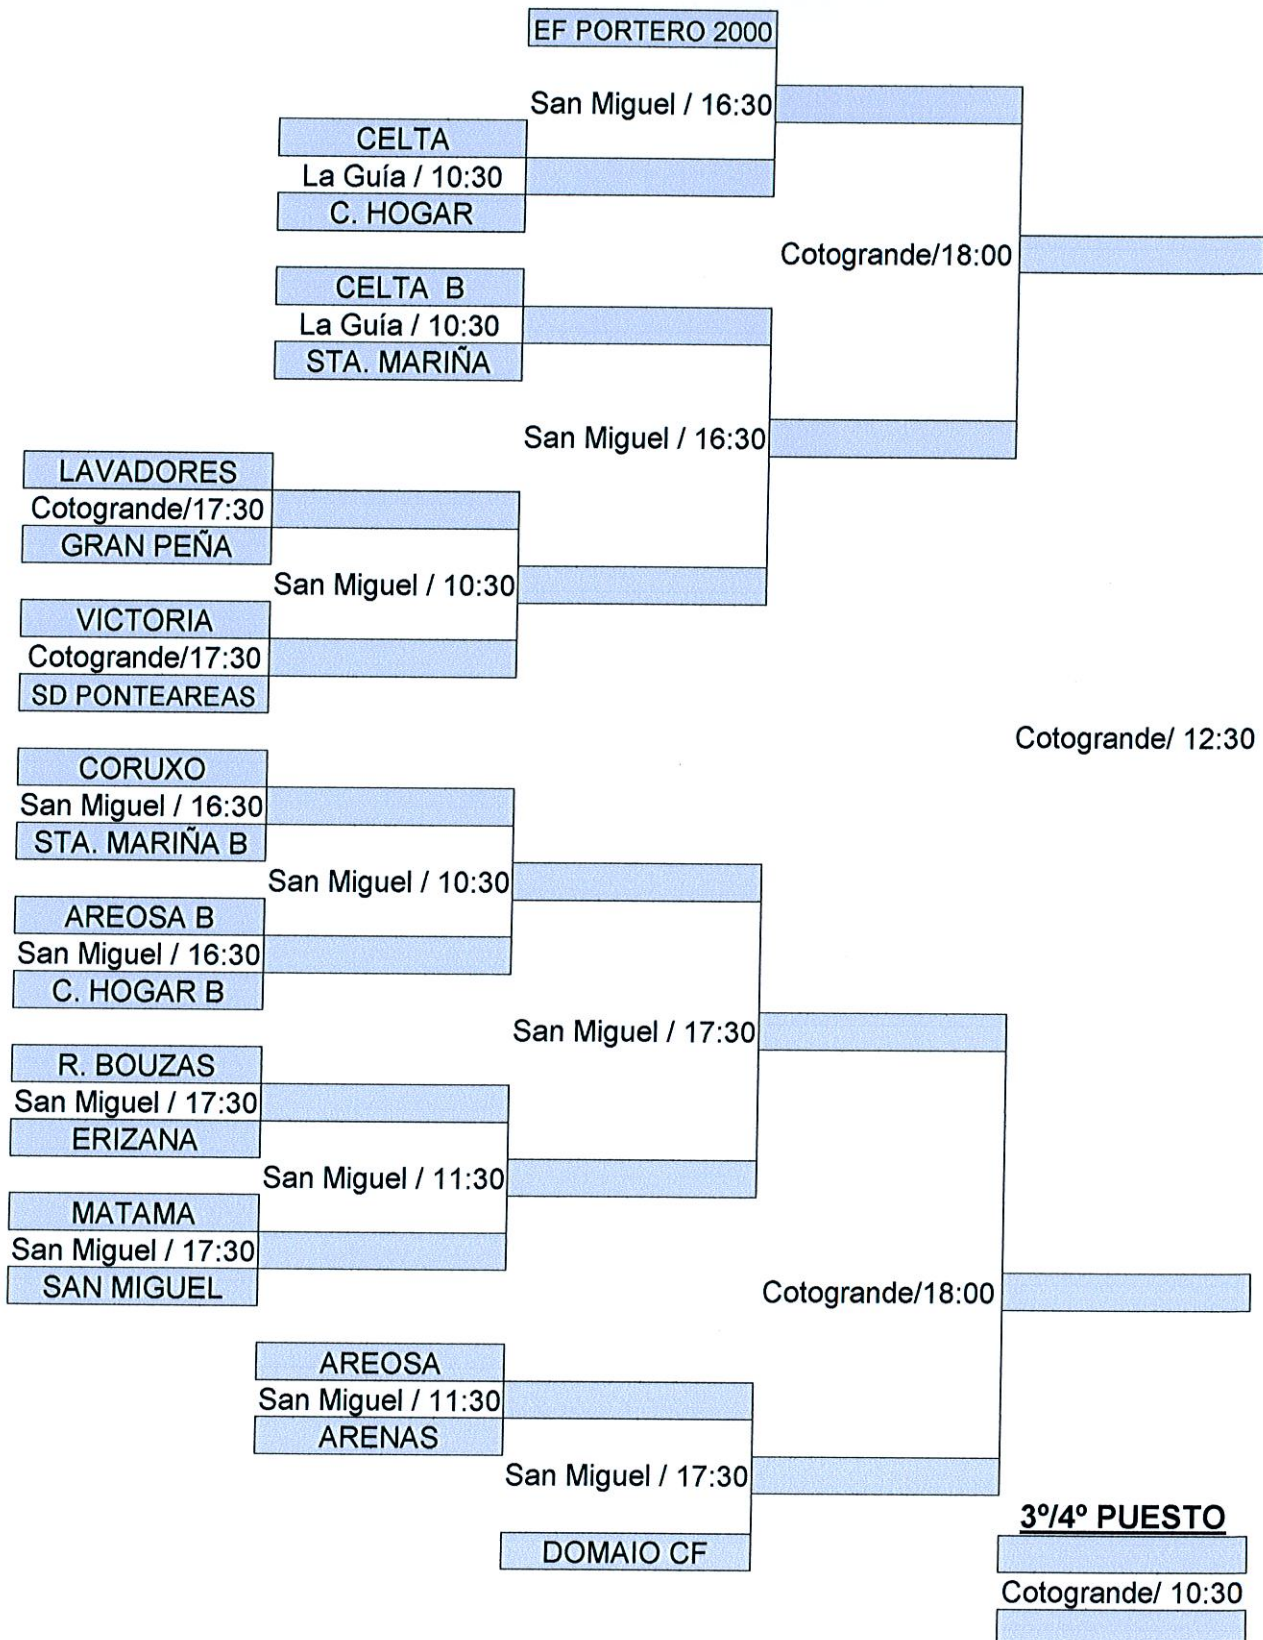 EF PORTERO 2000
San Miguel / 16:30
CELTA
La Guía / 10:30
C. HOGAR
Cotogrande/18:00
CELTA B
La Guía / 10:30
STA. MARIÑA
San Miguel / 16:30
LAVADORES
Cotogrande/17:30
GRAN PEÑA
San Miguel / 10:30
VICTORIA
Cotogrande/17:30
SD PONTEAREAS
Cotogrande/ 12:30
CORUXO
San Miguel / 16:30
STA. MARIÑA B
San Miguel / 10:30
AREOSA B
San Miguel / 16:30
C. HOGAR B
San Miguel / 17:30
R. BOUZAS
San Miguel / 17:30
ERIZANA
San Miguel / 11:30
MATAMA
San Miguel / 17:30
SAN MIGUEL
Cotogrande/18:00
AREOSA
San Miguel / 11:30
ARENAS
San Miguel / 17:30
DOMAIO CF
3º/4º PUESTO
Cotogrande/ 10:30